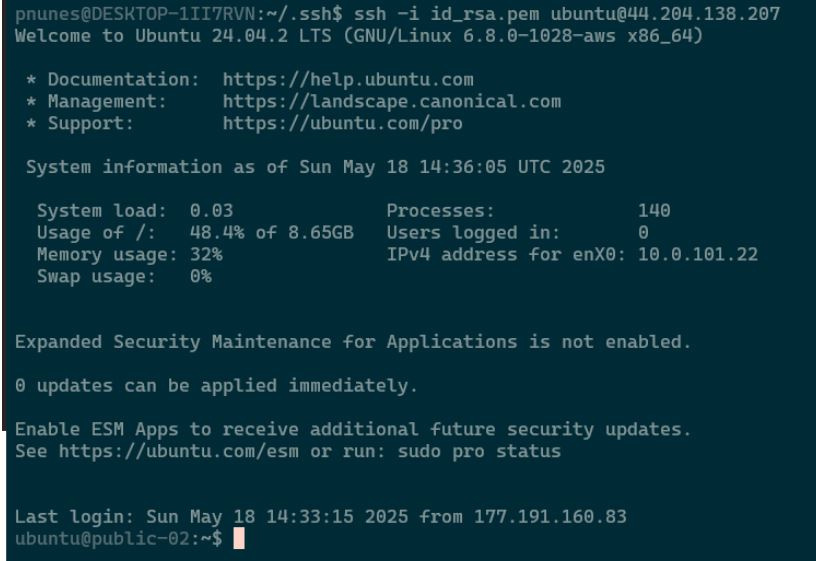 pnunes@DESKTOP-1II7RVN:~/.ssh$ ssh -i id_rsa.pem ubuntu@44.204.138.207
Welcome to Ubuntu 24.04.2 LTS (GNU/Linux 6.8.0-1028-aws x86_64)
* Documentation: https://help.ubuntu.com
* Management: https://landscape.canonical.com
* Support: https://ubuntu.com/pro
System information as of Sun May 18 14:36:05 UTC 2025
System load: 0.03 Processes: 140
Usage of /: 48.4% of 8.65GB Users logged in: 0
Memory usage: 32% IPv4 address for enX0: 10.0.101.22
Swap usage: 0%
Expanded Security Maintenance for Applications is not enabled.
0 updates can be applied immediately.
Enable ESM Apps to receive additional future security updates.
See https://ubuntu.com/esm or run: sudo pro status
Last login: Sun May 18 14:33:15 2025 from 177.191.160.83
ubuntu@public-02:~$